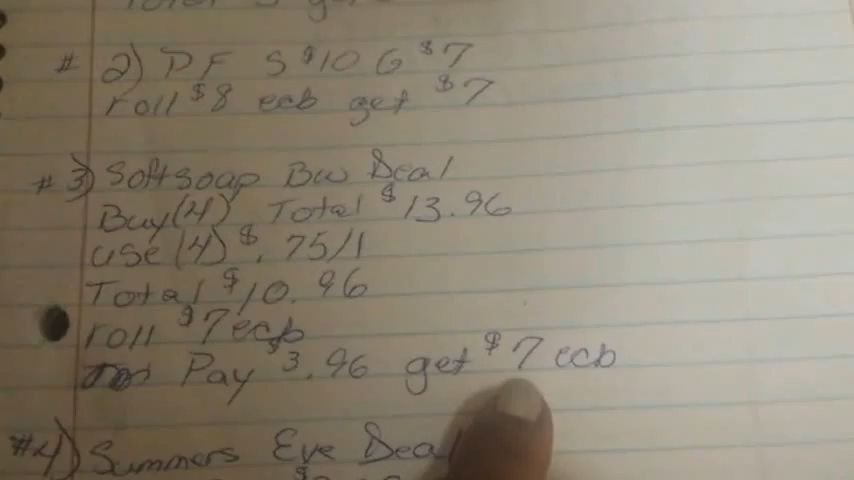 # 2) PF S $10 G $7
roll $8 ecb get $7
# 3) Softsoap BW Deal
Buy (4) Total $13.96
use (4) $.75/1
Total $10.96
roll $7 ecb
Pay $3.96 get $7 ecb
#4) Summers Eve Deal